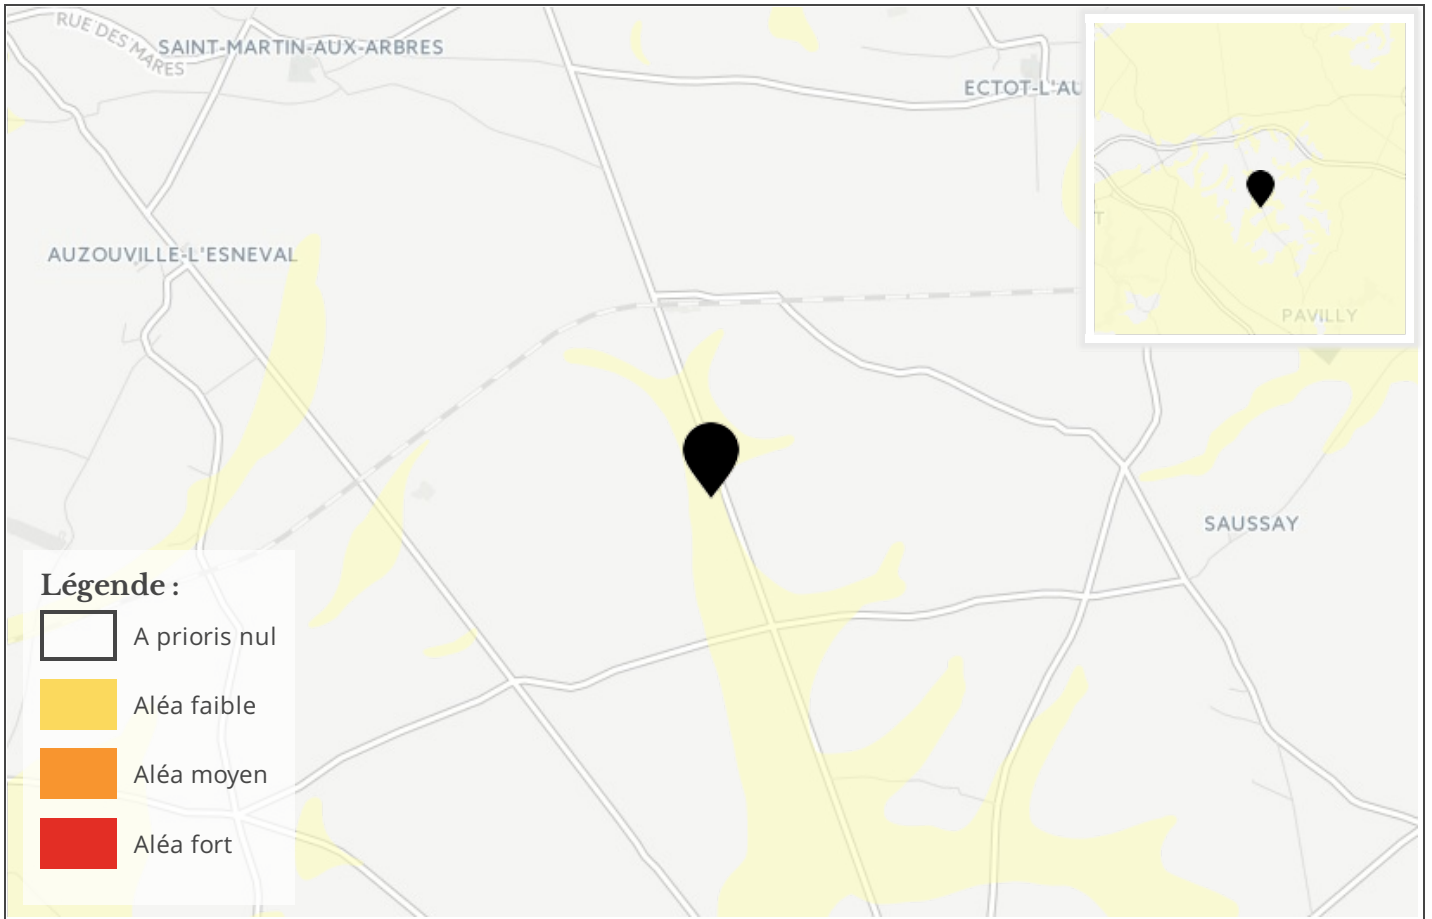 RUE DES MARES
SAINT-MARTIN-AUX-ARBRES
ECTOT-L'AU
AUZOUVILLE-L'ESNEVAL
T
PAVILLY
SAUSSAY
Légende :
A prioris nul
Aléa faible
Aléa moyen
Aléa fort